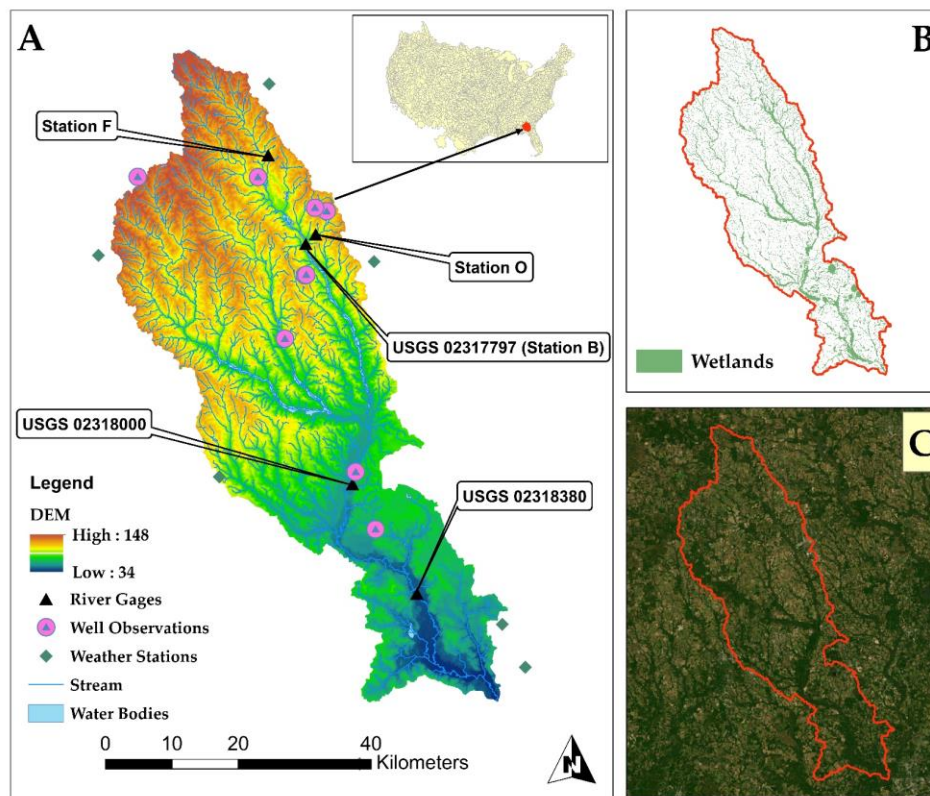 A
Station F
Station O
USGS 02317797 (Station B)
USGS 02318000
USGS 02318380
Legend
DEM
High : 148
Low : 34
River Gages
Well Observations
Weather Stations
Stream
Water Bodies
0 10 20 40
Kilometers
N
B
Wetlands
C